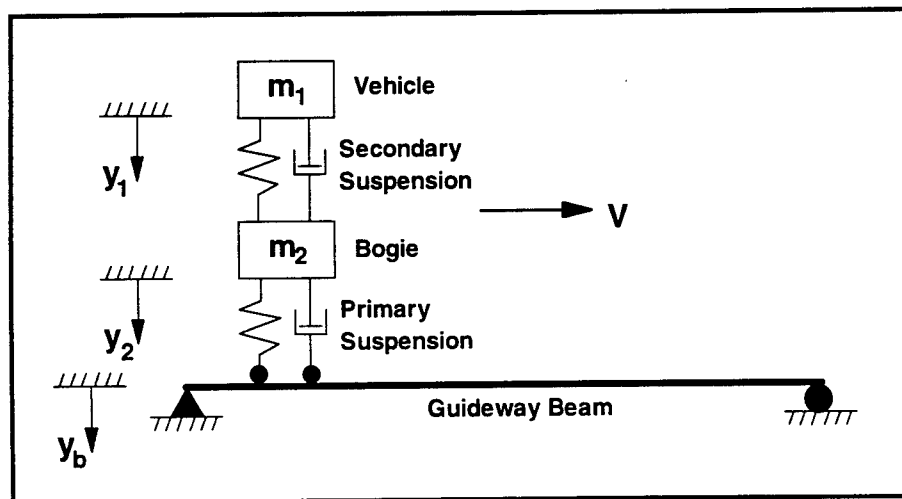 m1 Vehicle
y1
Secondary
Suspension
V
m2 Bogie
y2
Primary
Suspension
Guideway Beam
yb